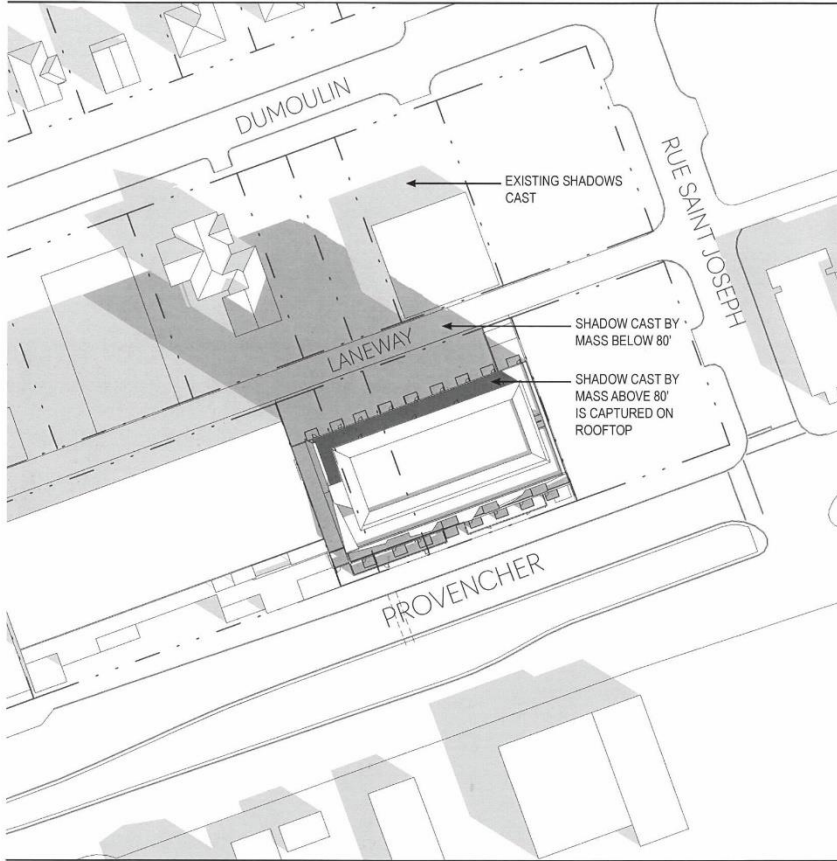 DUMOULIN
RUE SAINT JOSEPH
EXISTING SHADOWS
CAST
SHADOW CAST BY
MASS BELOW 80'
LANEWAY
SHADOW CAST BY
MASS ABOVE 80'
IS CAPTURED ON
ROOFTOP
PROVENCHER